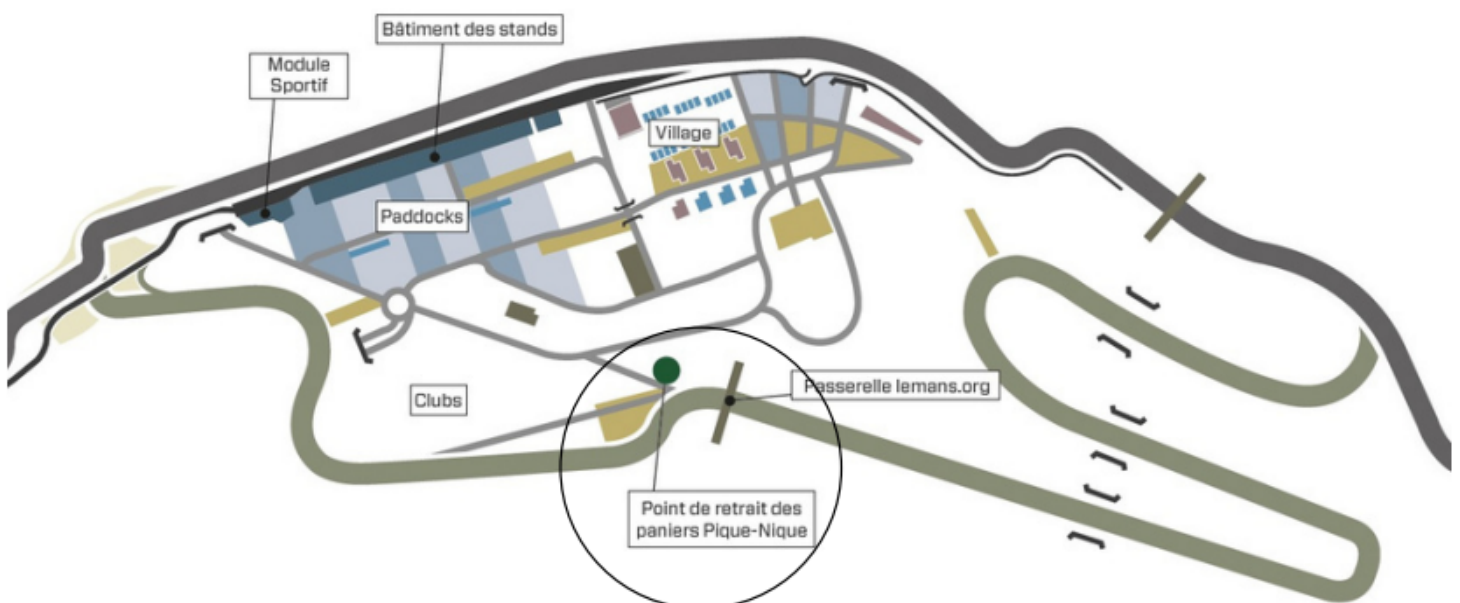 Bâtiment des stands
Module
Sportif
Village
Paddocks
Passerelle lemans.org
Clubs
Point de retrait des
paniers Pique-Nique